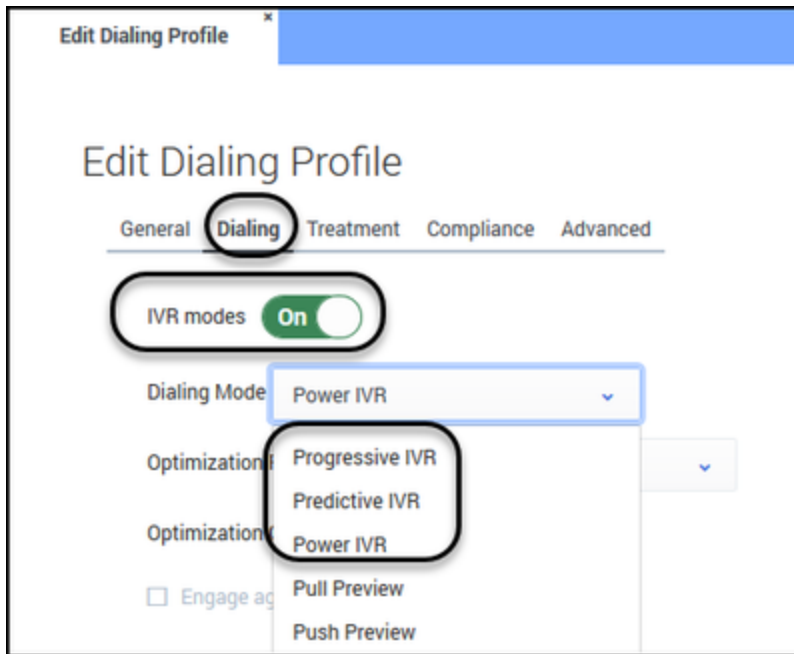 Edit Dialing Profile ×
Edit Dialing Profile
General Dialing Treatment Compliance Advanced
IVR modes On
Dialing Mode Power IVR
Optimization
Progressive IVR
Predictive IVR
Optimization
Power IVR
Engage
Pull Preview
Push Preview